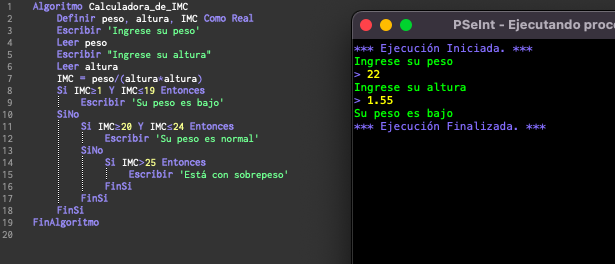 1 Algoritmo Calculadora_de_IMC
2 Definir peso, altura, IMC Como Real
3 Escribir 'Ingrese su peso'
4 Leer peso
5 Escribir "Ingrese su altura"
6 Leer altura
7 IMC = peso/(altura*altura)
8 Si IMC≥1 Y IMC≤19 Entonces
9 Escribir 'Su peso es bajo'
10 SiNo
11 Si IMC≥20 Y IMC≤24 Entonces
12 Escribir 'Su peso es normal'
13 SiNo
14 Si IMC>25 Entonces
15 Escribir 'Está con sobrepeso'
16 FinSi
17 FinSi
18 FinSi
19 FinAlgoritmo
20
PSeInt - Ejecutando proce
*** Ejecución Iniciada. ***
Ingrese su peso
> 22
Ingrese su altura
> 1.55
Su peso es bajo
*** Ejecución Finalizada. ***